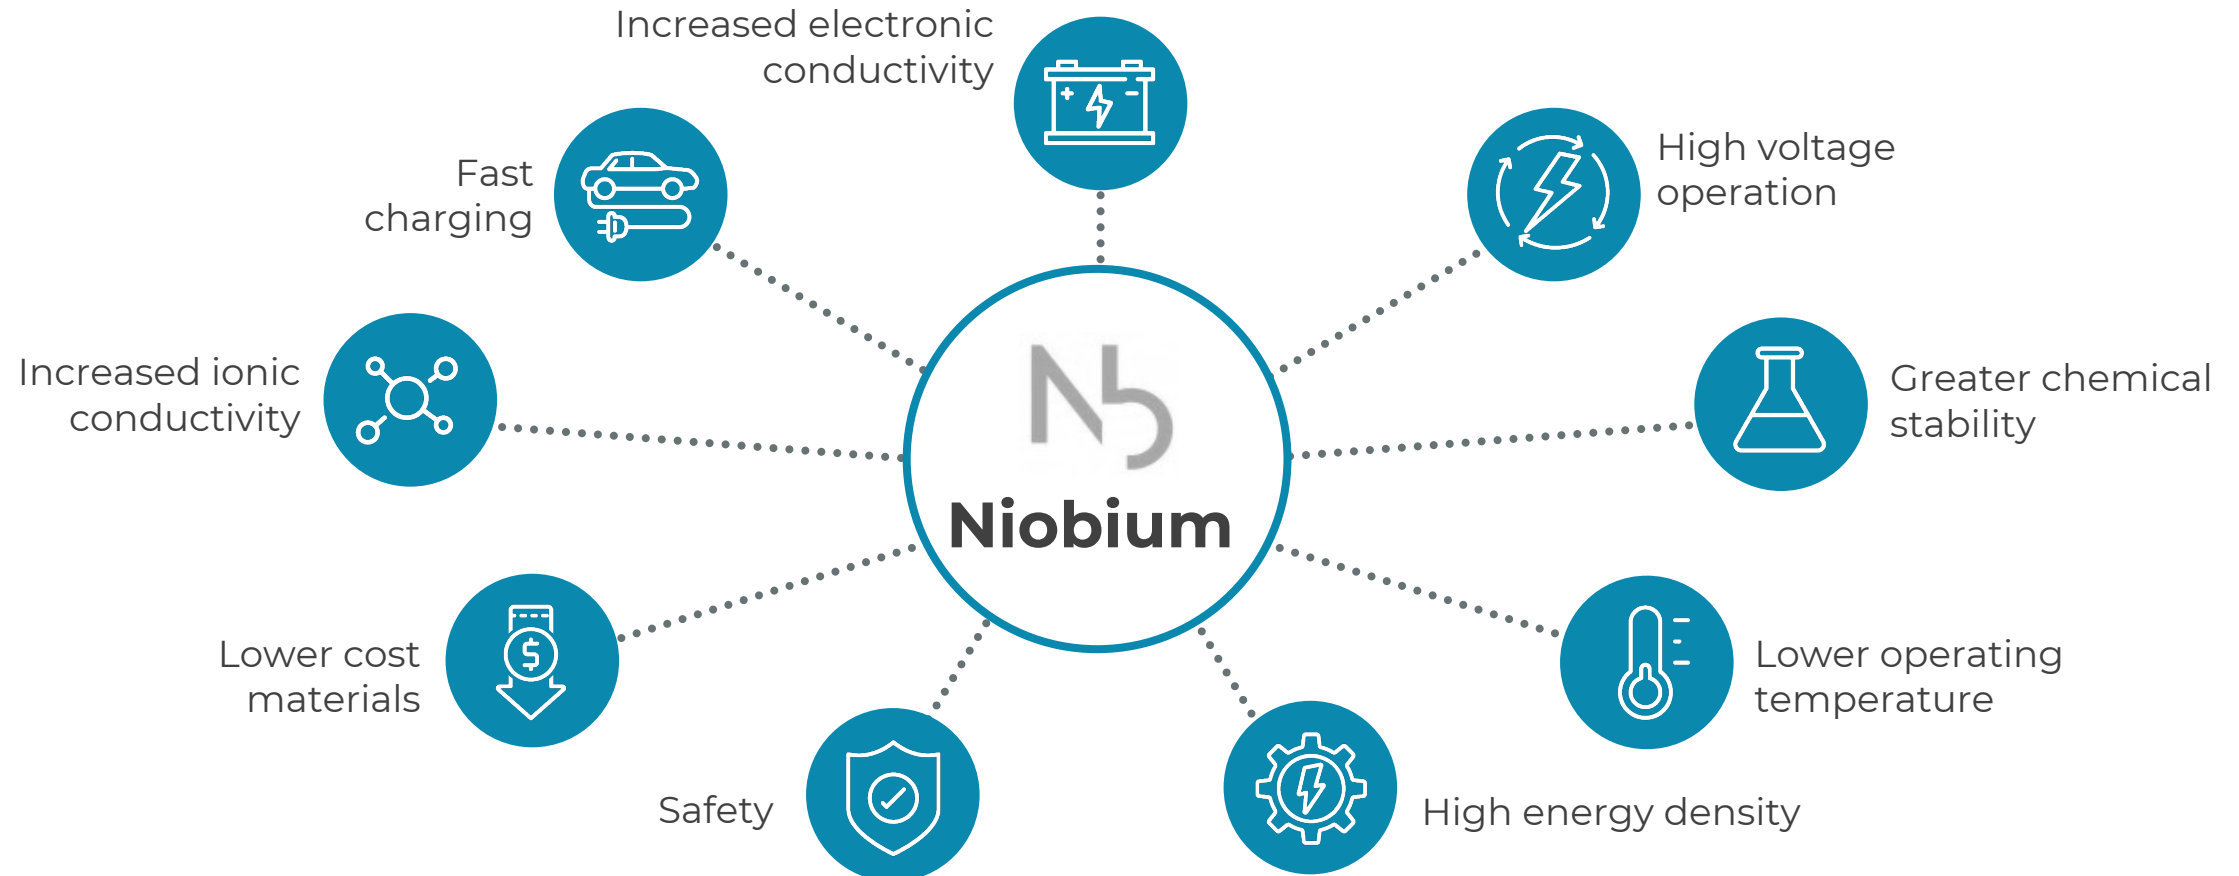 Increased electronic
conductivity
High voltage
operation
Fast
charging
Increased ionic
conductivity
Greater chemical
stability
Nb
Niobium
Lower cost
materials
Lower operating
temperature
Safety
High energy density
$